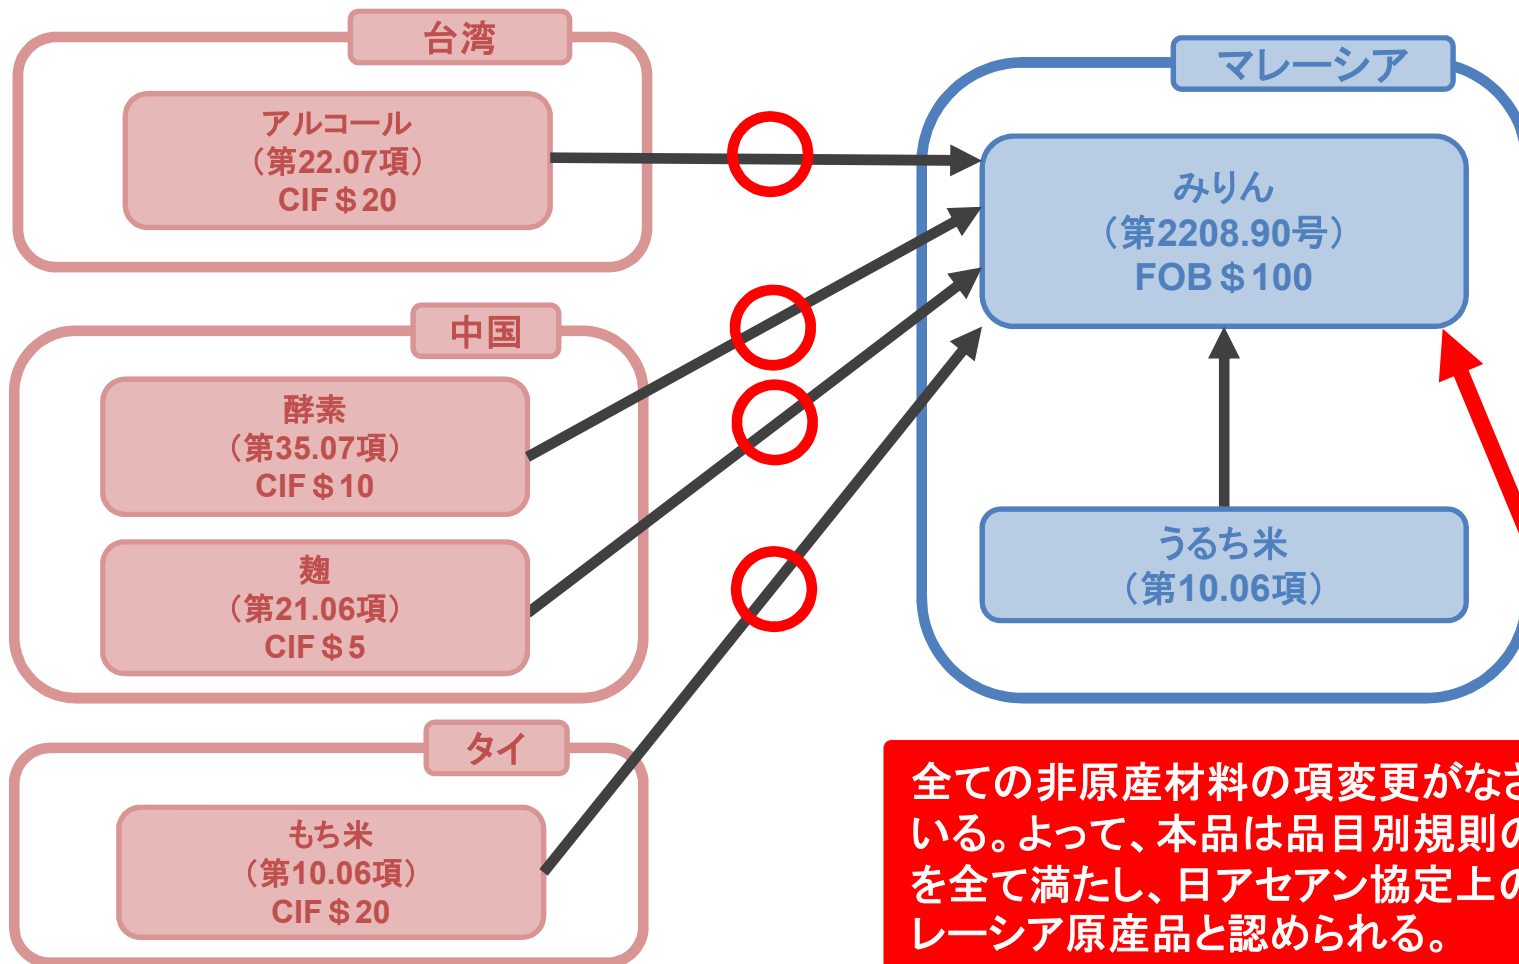 台湾
アルコール
（第22.07項）
CIF＄20
中国
酵素
（第35.07項）
CIF＄10
麹
（第21.06項）
CIF＄5
タイ
もち米
（第10.06項）
CIF＄20
マレーシア
みりん
（第2208.90号）
FOB＄100
うるち米
（第10.06項）
全ての非原産材料の項変更がなさ
いる。よって、本品は品目別規則の
を全て満たし、日アセアン協定上の
レーシア原産品と認められる。